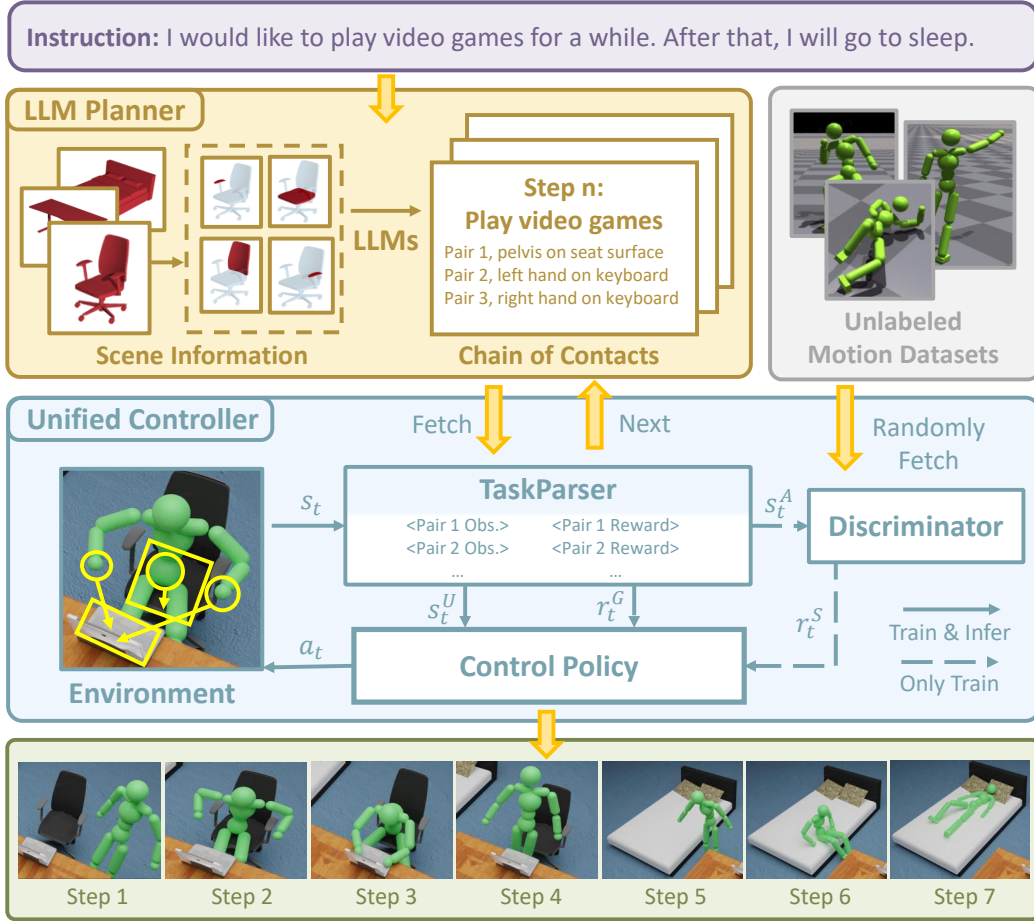 Instruction: I would like to play video games for a while. After that, I will go to sleep.
LLM Planner
Scene Information
LLMs
Step n:
Play video games
Pair 1, pelvis on seat surface
Pair 2, left hand on keyboard
Pair 3, right hand on keyboard
Chain of Contacts
Unlabeled
Motion Datasets
Unified Controller
Fetch
Next
Randomly
Fetch
Environment
s_t
TaskParser
<Pair 1 Obs.> <Pair 1 Reward>
<Pair 2 Obs.> <Pair 2 Reward>
... ...
s_t^A
Discriminator
s_t^U
r_t^G
r_t^S
a_t
Control Policy
Train & Infer
Only Train
Step 1
Step 2
Step 3
Step 4
Step 5
Step 6
Step 7